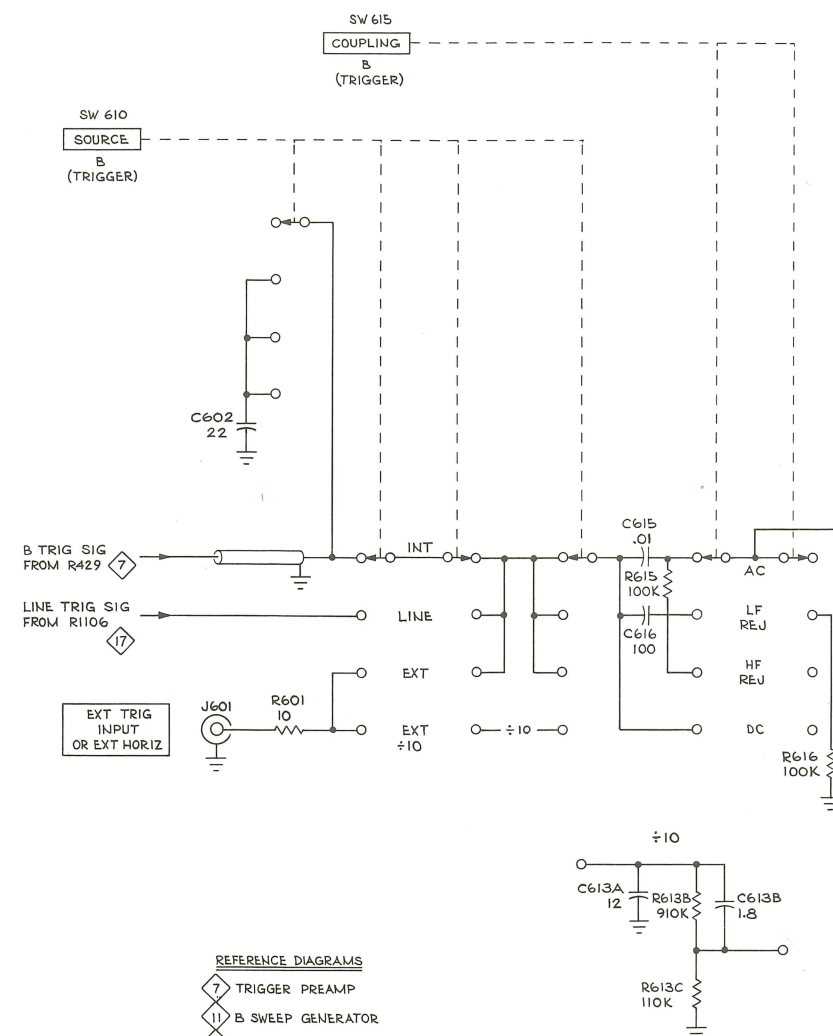 SW 615
COUPLING
B
(TRIGGER)
SW 610
SOURCE
B
(TRIGGER)
C602
22
B TRIG SIG
FROM R429
7
INT
C615
.01
R615
100K
AC
LINE TRIG SIG
FROM R1106
17
LINE
C616
100
LF
REJ
EXT
HF
REJ
EXT TRIG
INPUT
OR EXT HORIZ
J601
R601
10
EXT
÷10
÷10
DC
R616
100K
÷10
C613A
12
R613B
910K
C613B
1.8
R613C
110K
REFERENCE DIAGRAMS
7 TRIGGER PREAMP
11 B SWEEP GENERATOR